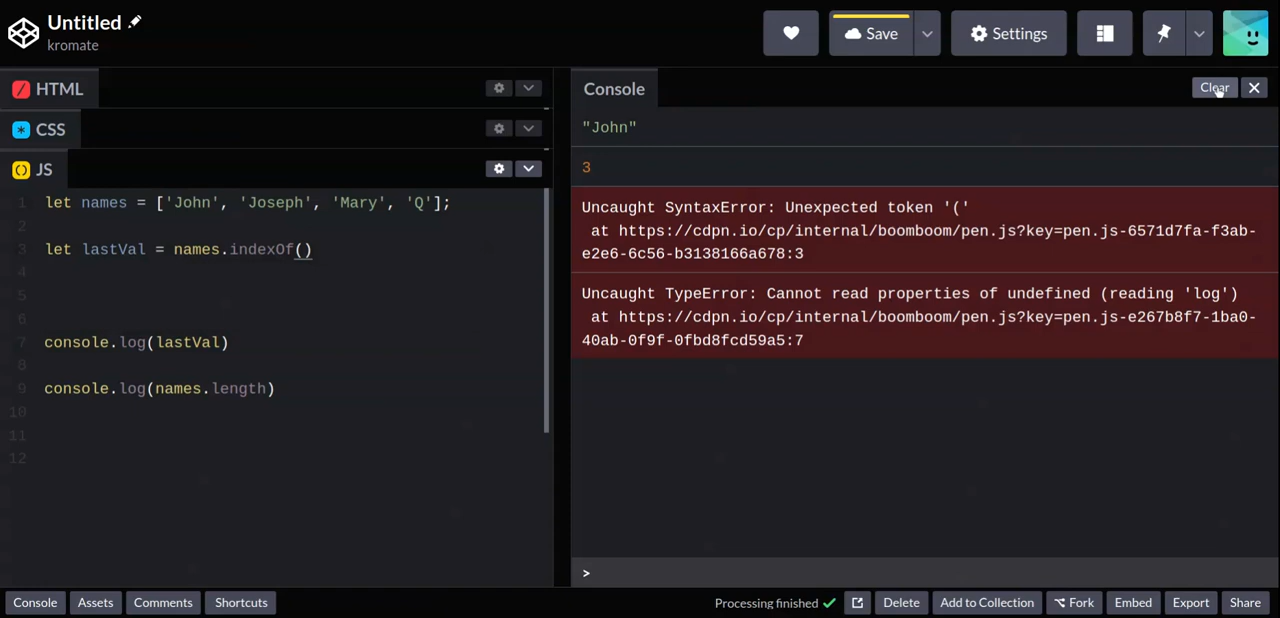 Untitled
kromate
Save
Settings
HTML
CSS
JS
1 let names = ['John', 'Joseph', 'Mary', 'Q'];
2
3 let lastVal = names.indexOf()
4
5
6
7 console.log(lastVal)
8
9 console.log(names.length)
10
11
12
Console
Clear
"John"
3
Uncaught SyntaxError: Unexpected token '('
at https://cdpn.io/cp/internal/boomboom/pen.js?key=pen.js-6571d7fa-f3ab-
e2e6-6c56-b3138166a678:3
Uncaught TypeError: Cannot read properties of undefined (reading 'log')
at https://cdpn.io/cp/internal/boomboom/pen.js?key=pen.js-e267b8f7-1ba0-
40ab-0f9f-0fbd8fcd59a5:7
>
Console Assets Comments Shortcuts Processing finished Delete Add to Collection Fork Embed Export Share